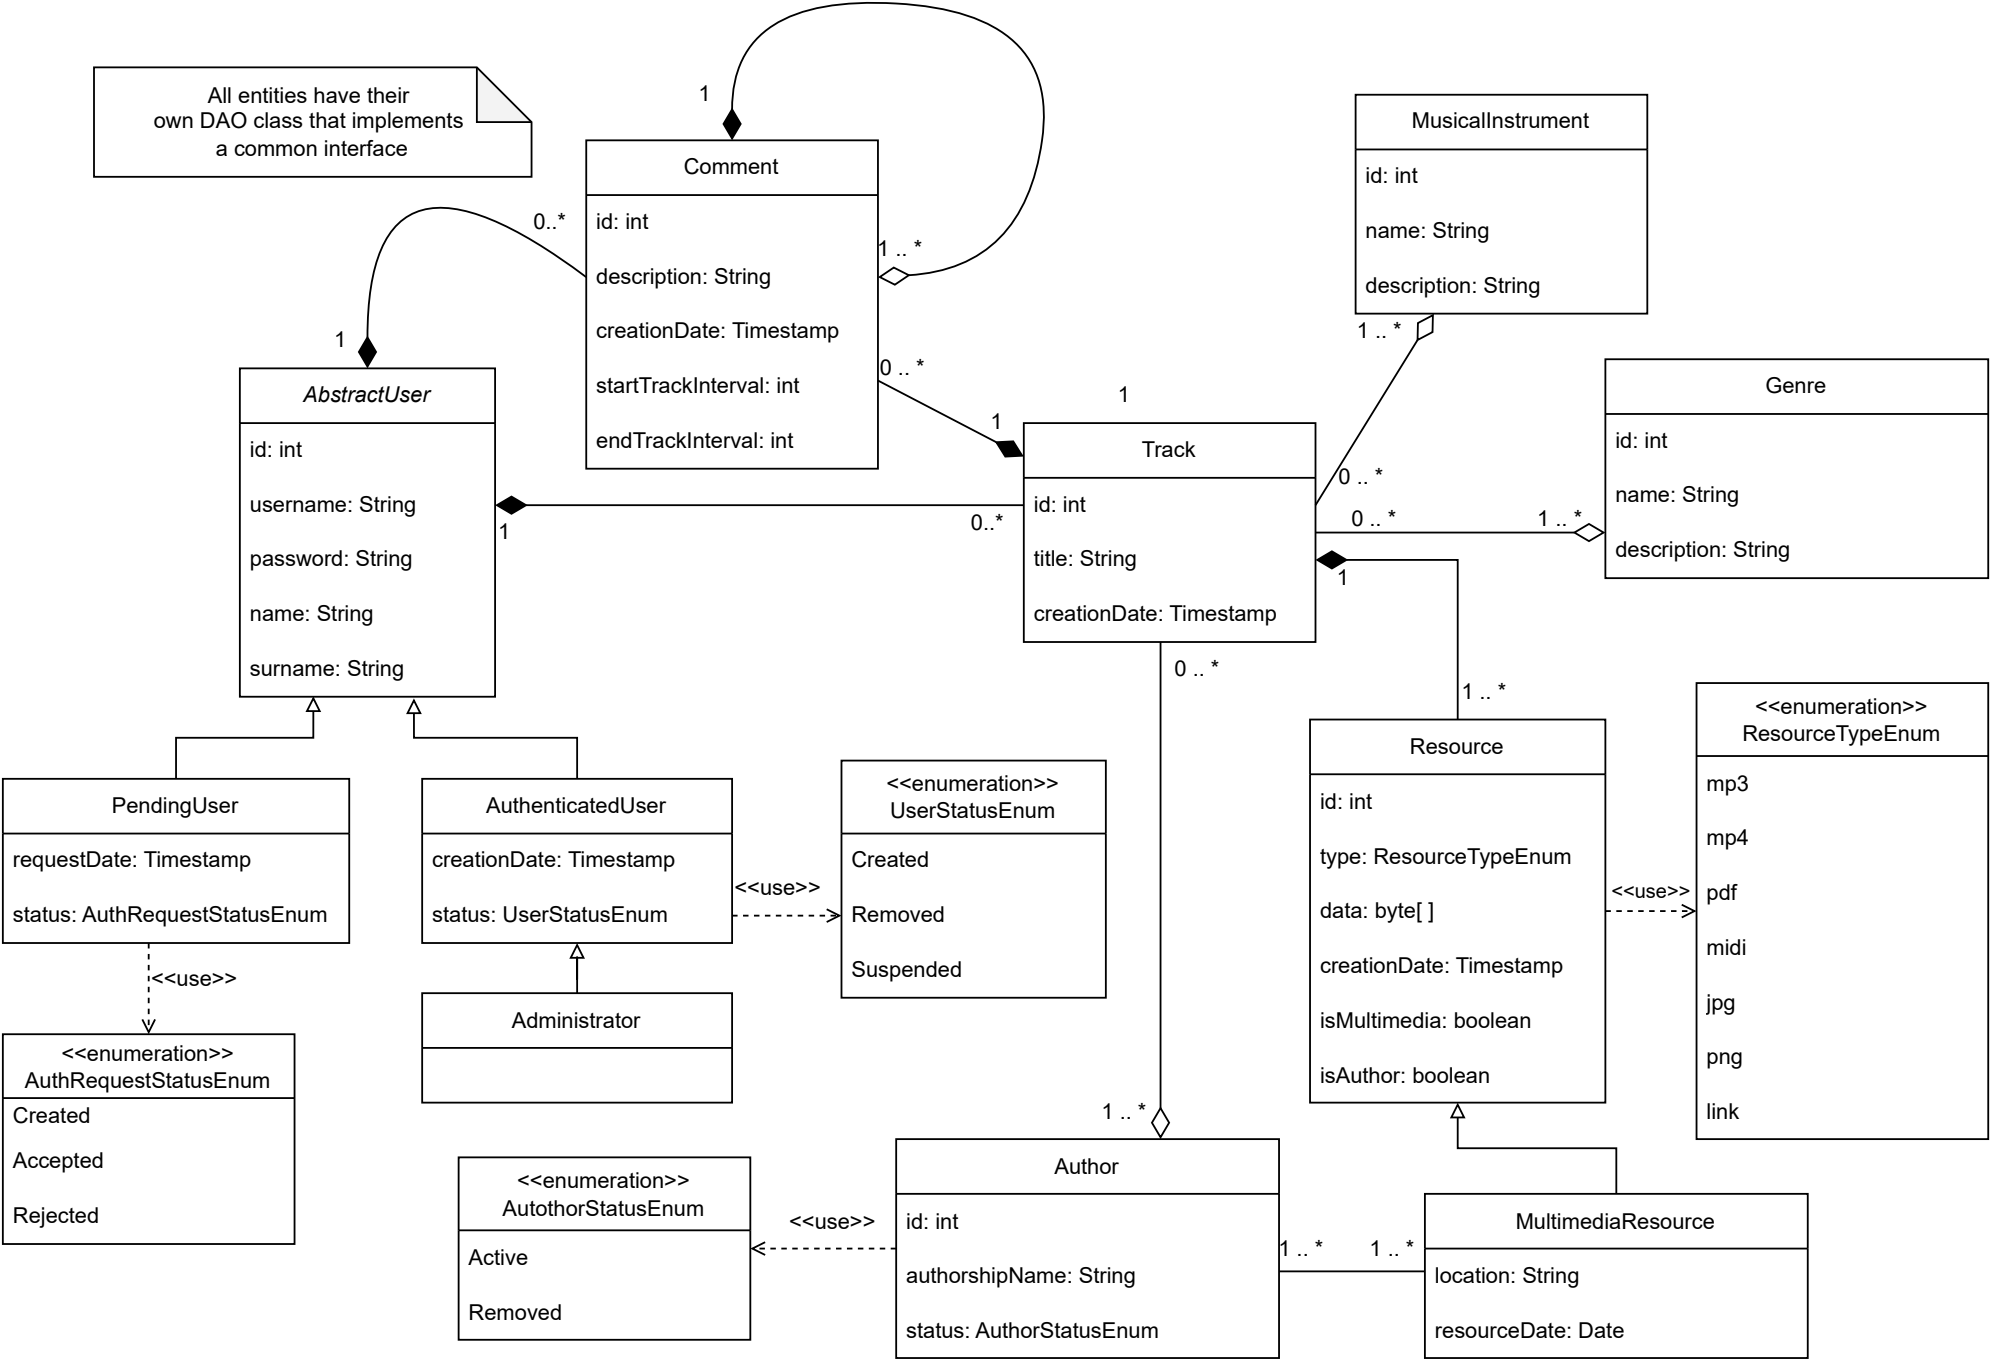 All entities have their
own DAO class that implements
a common interface
1
Comment
id: int
description: String
creationDate: Timestamp
startTrackInterval: int
endTrackInterval: int
0..*
1 .. *
0 .. *
1
1
1
MusicalInstrument
id: int
name: String
description: String
1 .. *
0 .. *
Genre
id: int
name: String
description: String
0 .. *
1 .. *
AbstractUser
id: int
username: String
password: String
name: String
surname: String
1
0..*
Track
id: int
title: String
creationDate: Timestamp
1
0 .. *
1 .. *
PendingUser
requestDate: Timestamp
status: AuthRequestStatusEnum
<<use>>
<<enumeration>>
AuthRequestStatusEnum
Created
Accepted
Rejected
AuthenticatedUser
creationDate: Timestamp
status: UserStatusEnum
<<use>>
Administrator
<<enumeration>>
UserStatusEnum
Created
Removed
Suspended
Resource
id: int
type: ResourceTypeEnum
data: byte[ ]
creationDate: Timestamp
isMultimedia: boolean
isAuthor: boolean
<<use>>
<<enumeration>>
ResourceTypeEnum
mp3
mp4
pdf
midi
jpg
png
link
1 .. *
<<enumeration>>
AutothorStatusEnum
Active
Removed
<<use>>
Author
id: int
authorshipName: String
status: AuthorStatusEnum
1 .. *
1 .. *
MultimediaResource
location: String
resourceDate: Date